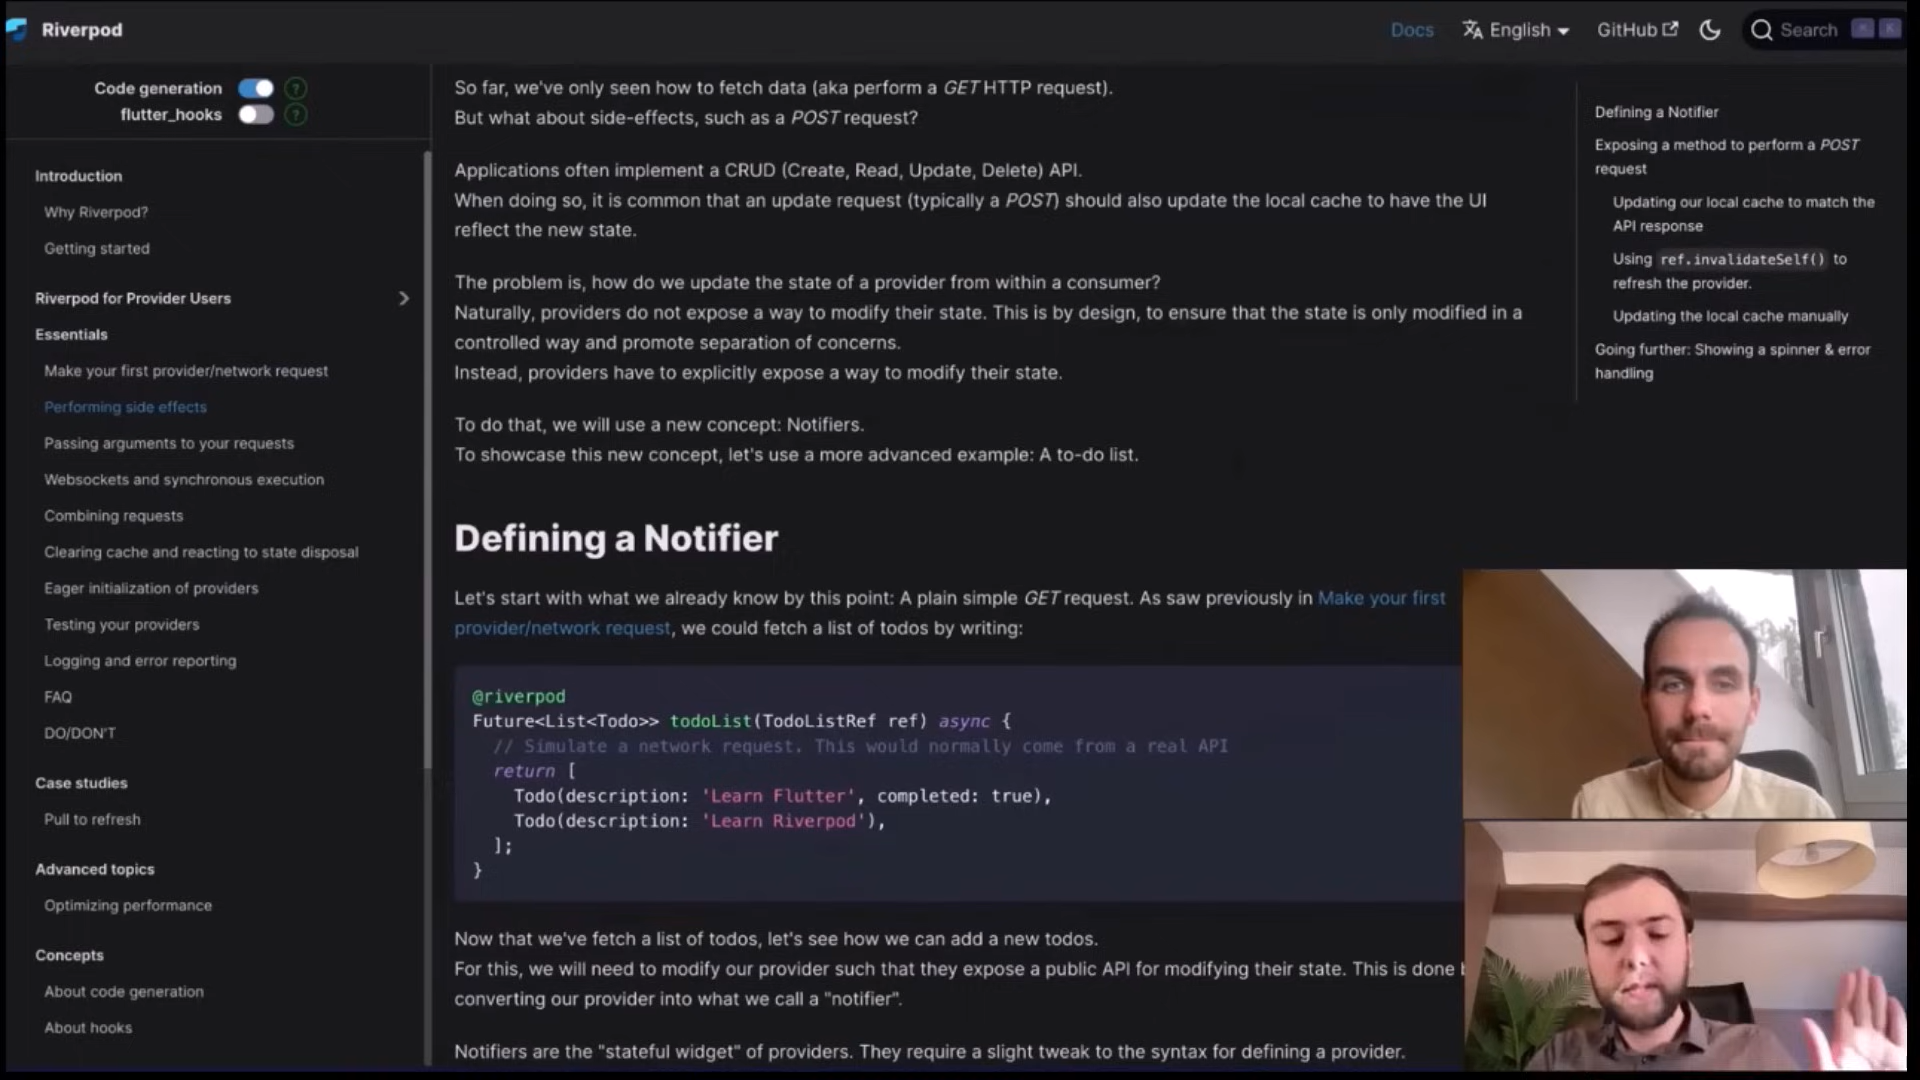 Riverpod
Docs
English
GitHub
Search
Code generation ?
flutter_hooks ?
Introduction
Why Riverpod?
Getting started
Riverpod for Provider Users
Essentials
Make your first provider/network request
Performing side effects
Passing arguments to your requests
Websockets and synchronous execution
Combining requests
Clearing cache and reacting to state disposal
Eager initialization of providers
Testing your providers
Logging and error reporting
FAQ
DO/DON'T
Case studies
Pull to refresh
Advanced topics
Optimizing performance
Concepts
About code generation
About hooks
So far, we've only seen how to fetch data (aka perform a GET HTTP request).
But what about side-effects, such as a POST request?
Applications often implement a CRUD (Create, Read, Update, Delete) API.
When doing so, it is common that an update request (typically a POST) should also update the local cache to have the UI
reflect the new state.
The problem is, how do we update the state of a provider from within a consumer?
Naturally, providers do not expose a way to modify their state. This is by design, to ensure that the state is only modified in a
controlled way and promote separation of concerns.
Instead, providers have to explicitly expose a way to modify their state.
To do that, we will use a new concept: Notifiers.
To showcase this new concept, let's use a more advanced example: A to-do list.
Defining a Notifier
Let's start with what we already know by this point: A plain simple GET request. As saw previously in Make your first
provider/network request, we could fetch a list of todos by writing:
@riverpod
Future<List<Todo>> todoList(TodoListRef ref) async {
  // Simulate a network request. This would normally come from a real API
  return [
    Todo(description: 'Learn Flutter', completed: true),
    Todo(description: 'Learn Riverpod'),
  ];
}
Now that we've fetch a list of todos, let's see how we can add a new todos.
For this, we will need to modify our provider such that they expose a public API for modifying their state. This is done
converting our provider into what we call a "notifier".
Notifiers are the "stateful widget" of providers. They require a slight tweak to the syntax for defining a provider.
Defining a Notifier
Exposing a method to perform a POST
request
Updating our local cache to match the
API response
Using ref.invalidateSelf() to
refresh the provider.
Updating the local cache manually
Going further: Showing a spinner & error
handling